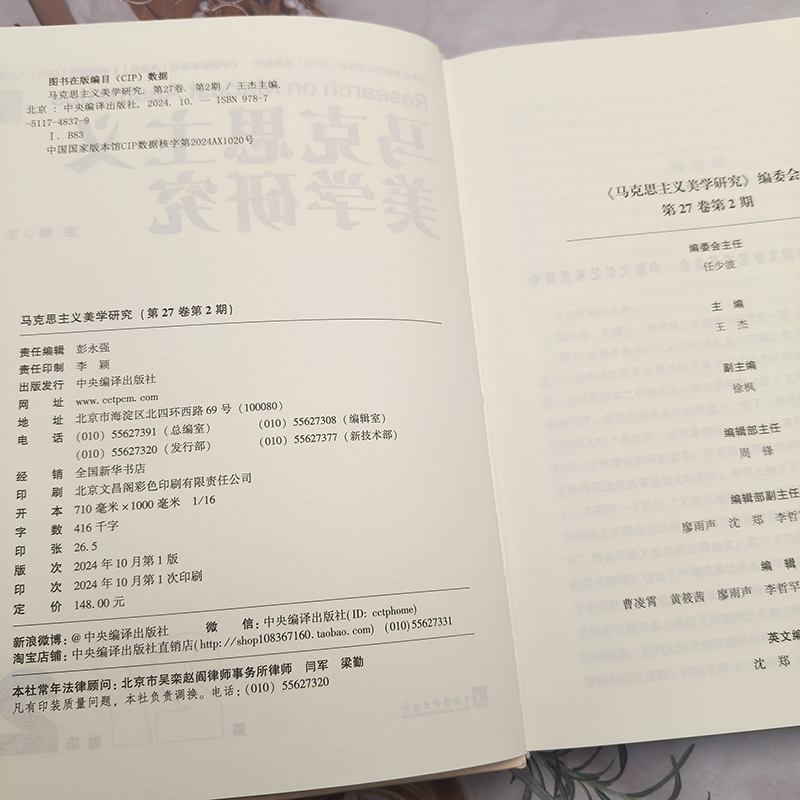 图书在版编目(CIP)数据
马克思主义美学研究. 第27卷. 第2期 / 王杰主编.
北京 : 中央编译出版社, 2024. 10. — ISBN 978-7
-5117-4837-9
Ⅰ. B83
中国国家版本馆CIP数据核字第2024AX1020号
马克思主义美学研究(第27卷第2期)
责任编辑 彭永强
责任印制 李 颖
出版发行 中央编译出版社
网 址 www.cctpcm.com
地 址 北京市海淀区北四环西路69号(100080)
电 话 (010)55627391(总编室) (010)55627308(编辑室)
(010)55627320(发行部) (010)55627377(新技术部)
经 销 全国新华书店
印 刷 北京文昌阁彩色印刷有限责任公司
开 本 710毫米×1000毫米 1/16
字 数 416千字
印 张 26.5
版 次 2024年10月第1版
印 次 2024年10月第1次印刷
定 价 148.00元
新浪微博:@中央编译出版社 微 信:中央编译出版社(ID: cctphome)
淘宝店铺:中央编译出版社直销店(http://shop108367160.taobao.com) (010)55627331
本社常年法律顾问:北京市吴栾赵阎律师事务所律师 闫军 梁勤
凡有印装质量问题,本社负责调换。电话:(010)55627320
《马克思主义美学研究》编委会
第27卷第2期
编委会主任
任少波
主 编
王 杰
副主编
徐枫
编辑部主任
周 锋
编辑部副主任
廖雨声 沈 郑 李哲罕
编 辑
曹凌霄 黄筱茜 廖雨声 李哲罕
英文编
沈 郑